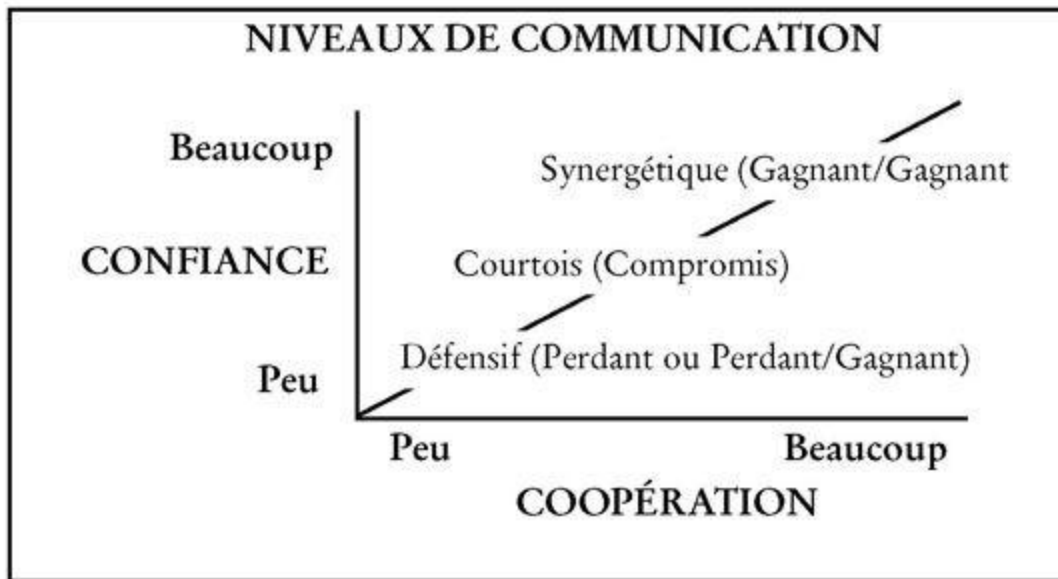 NIVEAUX DE COMMUNICATION
Beaucoup
Synergétique (Gagnant/Gagnant
CONFIANCE
Courtois (Compromis)
Défensif (Perdant ou Perdant/Gagnant)
Peu
Peu
Beaucoup
COOPÉRATION